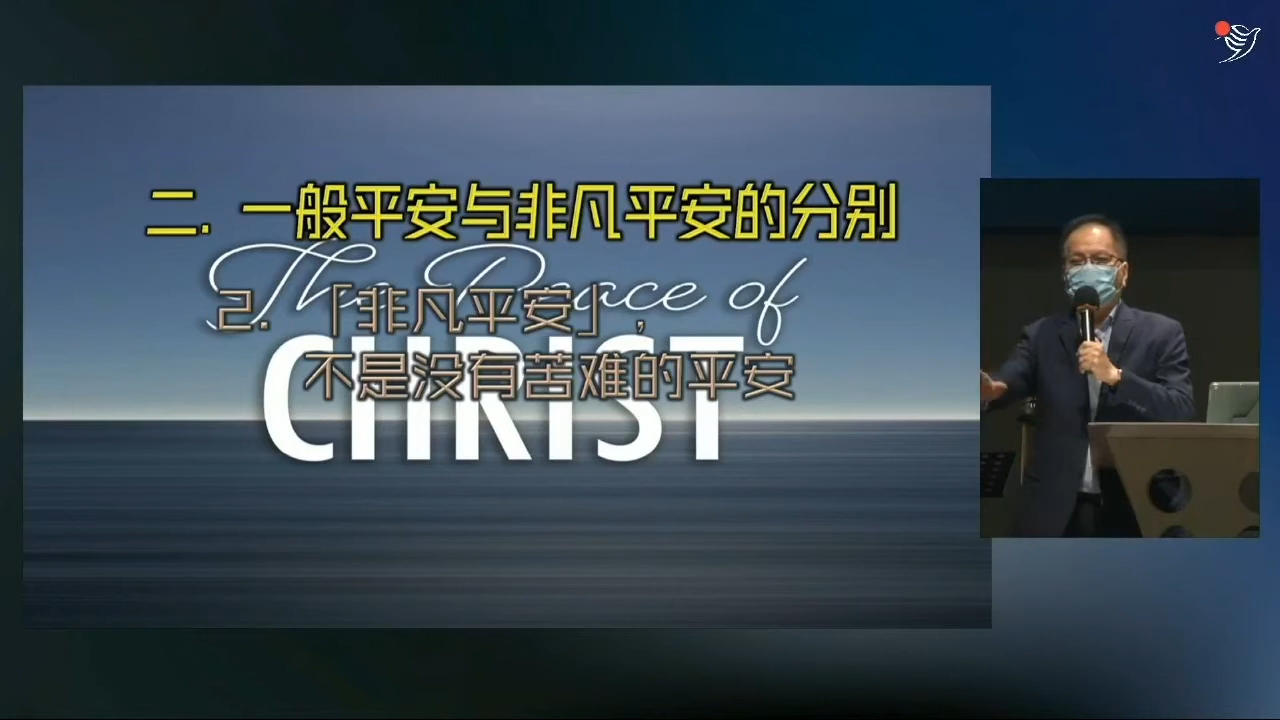 二. 一般平安与非凡平安的分别
The Peace of
2. 「非凡平安」,
CHRIST
不是没有苦难的平安